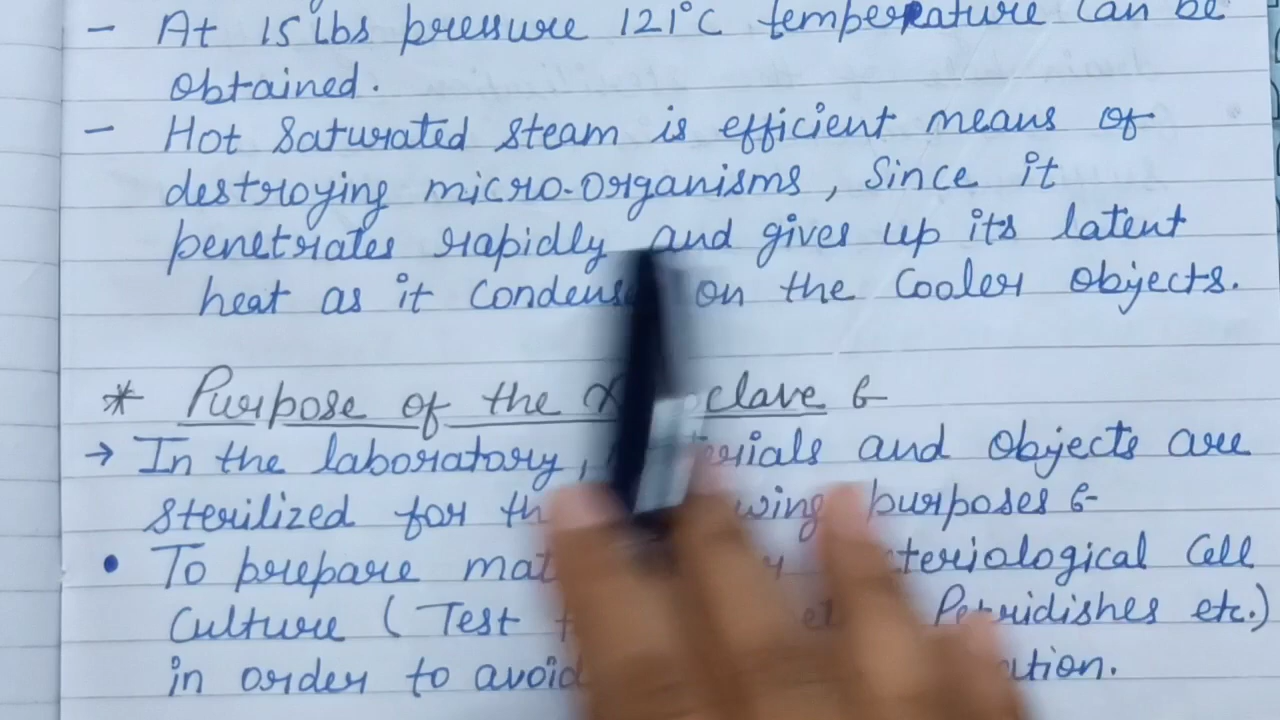 - At 15 lbs pressure 121°C temperature can be
obtained.
- Hot Saturated steam is efficient means of
destroying micro-organisms, Since it
penetrates rapidly and gives up its latent
heat as it Condens on the Cooler objects.
* Purpose of the clave :-
→ In the laboratory, and objects are
sterilized for purposes :-
• To prepare Cell
Culture ( Test Petridishes etc.)
in order to avoid